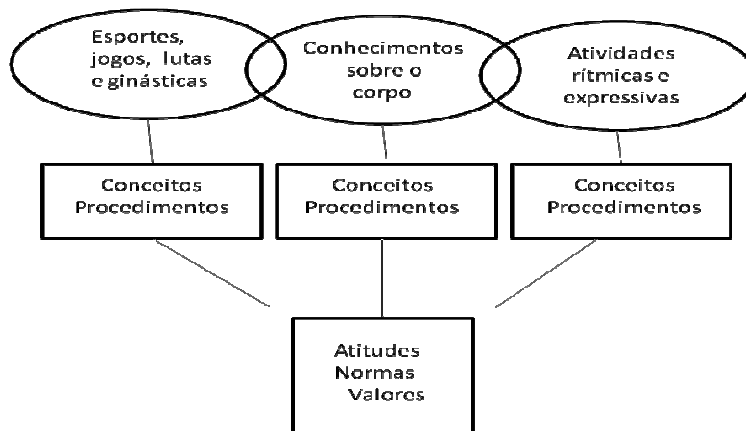 Esportes,
jogos, lutas
e ginásticas
Conhecimentos
sobre o
corpo
Atividades
rítmicas e
expressivas
Conceitos
Procedimentos
Conceitos
Procedimentos
Conceitos
Procedimentos
Atitudes
Normas
Valores